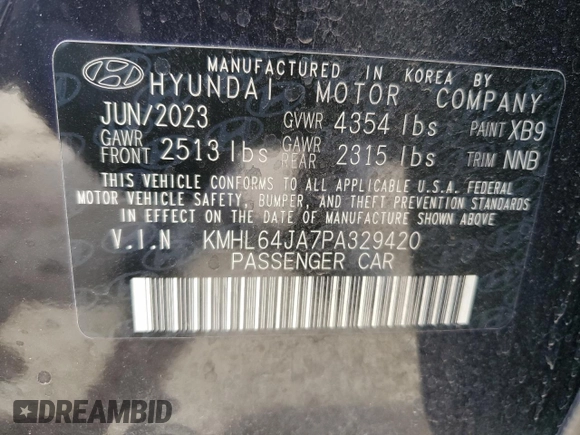 MANUFACTURED IN KOREA BY
HYUNDAI MOTOR COMPANY
JUN/2023 GVWR 4354 lbs PAINT XB9
GAWR FRONT 2513 lbs GAWR REAR 2315 lbs TRIM NNB
THIS VEHICLE CONFORMS TO ALL APPLICABLE U.S.A. FEDERAL
MOTOR VEHICLE SAFETY, BUMPER, AND THEFT PREVENTION STANDARDS
IN EFFECT ON THE DATE OF MANUFACTURE SHOWN ABOVE
V.I.N KMHL64JA7PA329420
PASSENGER CAR
DREAMBID